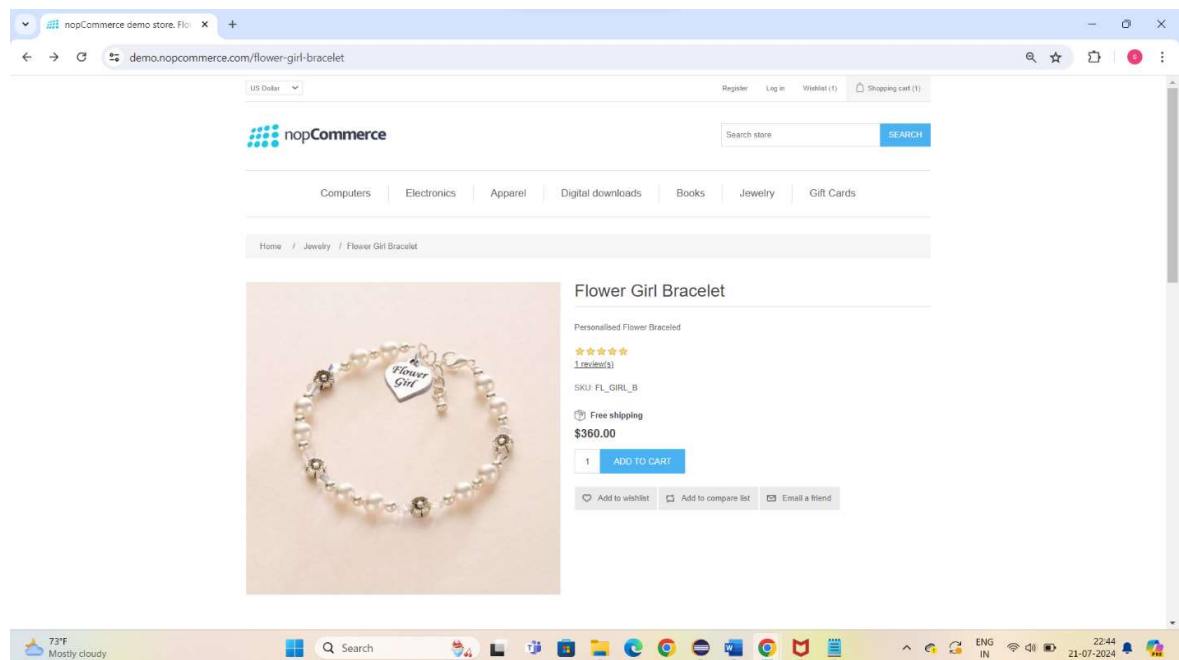 nopCommerce demo store. Flo
demo.nopcommerce.com/flower-girl-bracelet
US Dollar
Register Log in Wishlist (1) Shopping cart (1)
nopCommerce
Search store SEARCH
Computers Electronics Apparel Digital downloads Books Jewelry Gift Cards
Home / Jewelry / Flower Girl Bracelet
Flower Girl Bracelet
Personalised Flower Braceled
1 review(s)
SKU: FL_GIRL_B
Free shipping
$360.00
1 ADD TO CART
Add to wishlist Add to compare list Email a friend
Flower
Girl
73°F
Mostly cloudy
Search
ENG
IN
22:44
21-07-2024